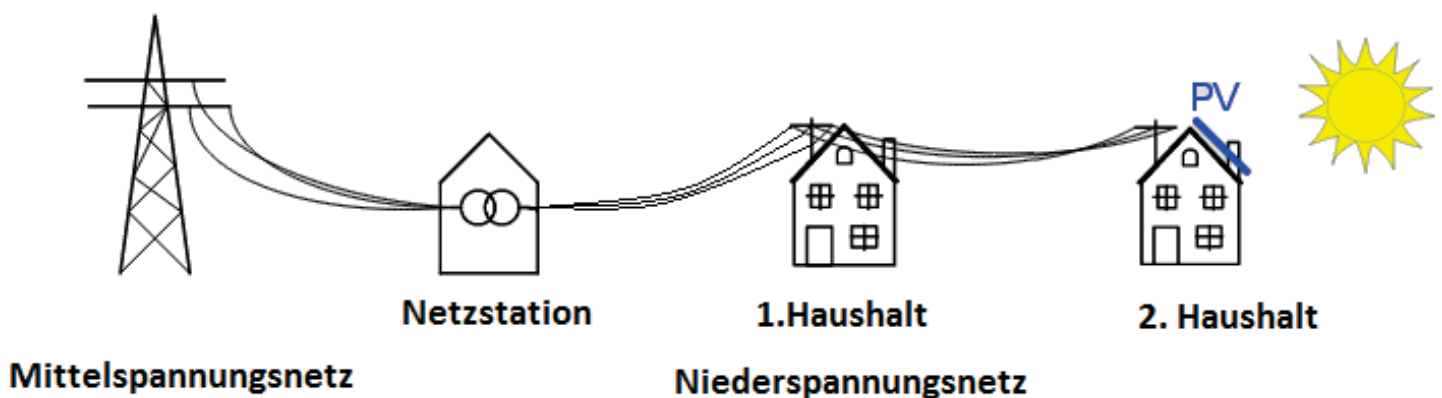 PV
Netzstation
1.Haushalt
2. Haushalt
Mittelspannungsnetz
Niederspannungsnetz